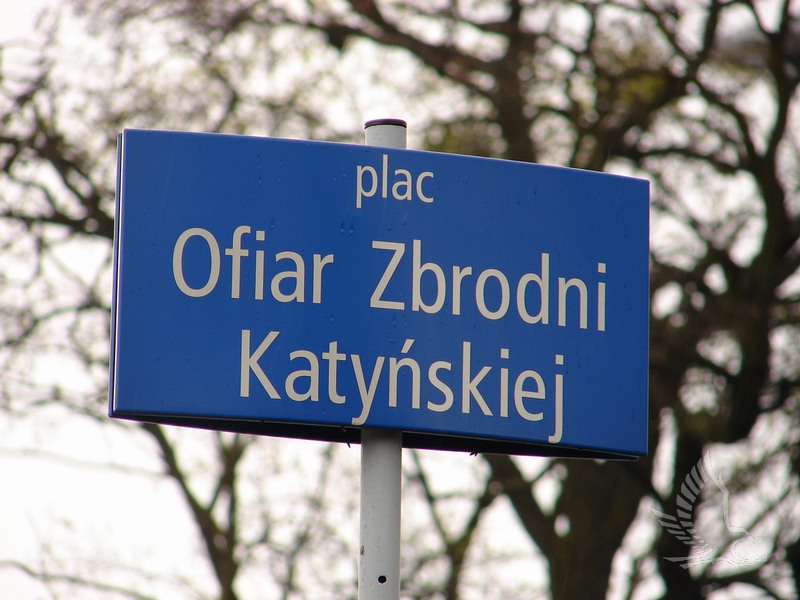 plac
Ofiar Zbrodni
Katyńskiej